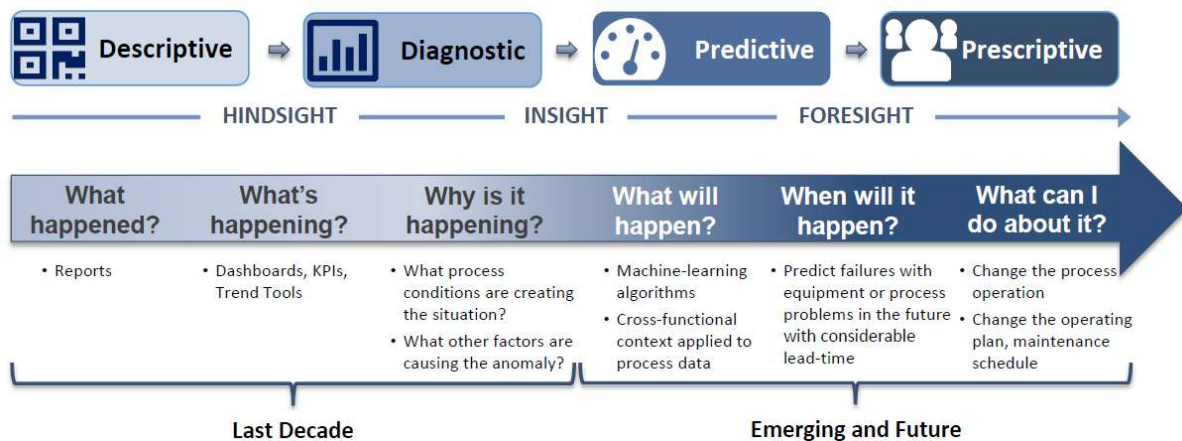 Descriptive
Diagnostic
Predictive
Prescriptive
HINDSIGHT
INSIGHT
FORESIGHT
What
happened?
What's
happening?
Why is it
happening?
What will
happen?
When will it
happen?
What can I
do about it?
• Reports
• Dashboards, KPIs,
Trend Tools
• What process
conditions are creating
the situation?
• What other factors are
causing the anomaly?
• Machine-learning
algorithms
• Cross-functional
context applied to
process data
• Predict failures with
equipment or process
problems in the future
with considerable
lead-time
• Change the process
operation
• Change the operating
plan, maintenance
schedule
Last Decade
Emerging and Future